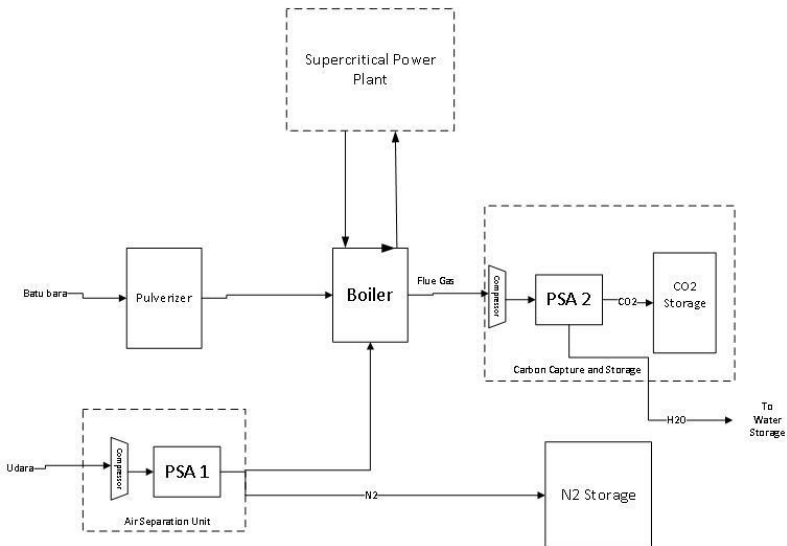 Supercritical Power
Plant
Flue Gas
Batu bara
Pulverizer
Boiler
Compressor
PSA 2
CO2
CO2
Storage
Carbon Capture and Storage
H2O
To
Water
Storage
Udara
Compressor
PSA 1
N2
N2 Storage
Air Separation Unit